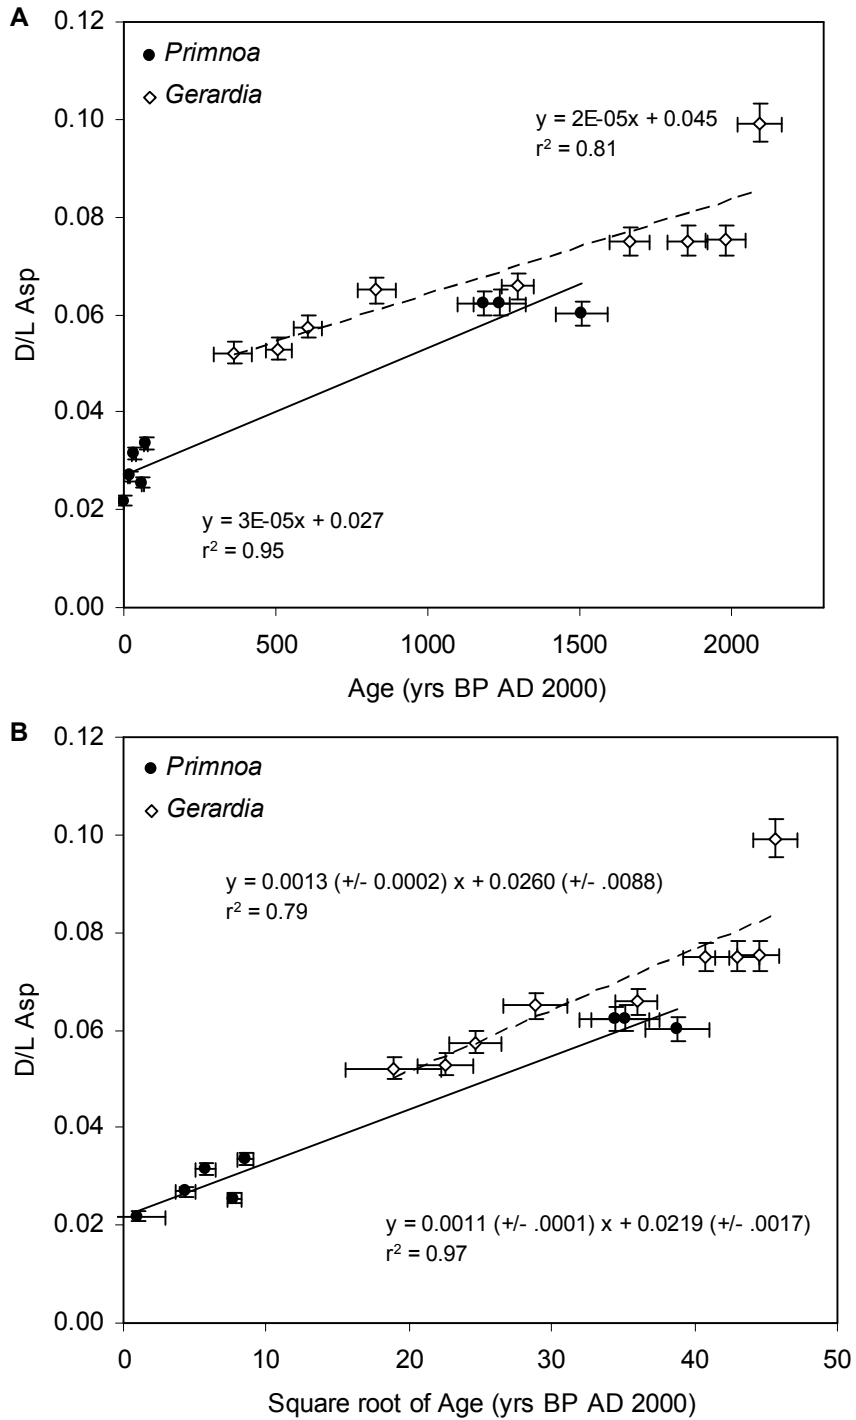 A
0.12
Primnoa
Gerardia
0.10
y = 2E-05x + 0.045
r² = 0.81
0.08
D/L Asp
0.06
0.04
0.02
y = 3E-05x + 0.027
r² = 0.95
0.00
0 500 1000 1500 2000
Age (yrs BP AD 2000)
B
0.12
Primnoa
Gerardia
0.10
y = 0.0013 (+/- 0.0002) x + 0.0260 (+/- .0088)
r² = 0.79
0.08
D/L Asp
0.06
0.04
0.02
y = 0.0011 (+/- .0001) x + 0.0219 (+/- .0017)
r² = 0.97
0.00
0 10 20 30 40 50
Square root of Age (yrs BP AD 2000)